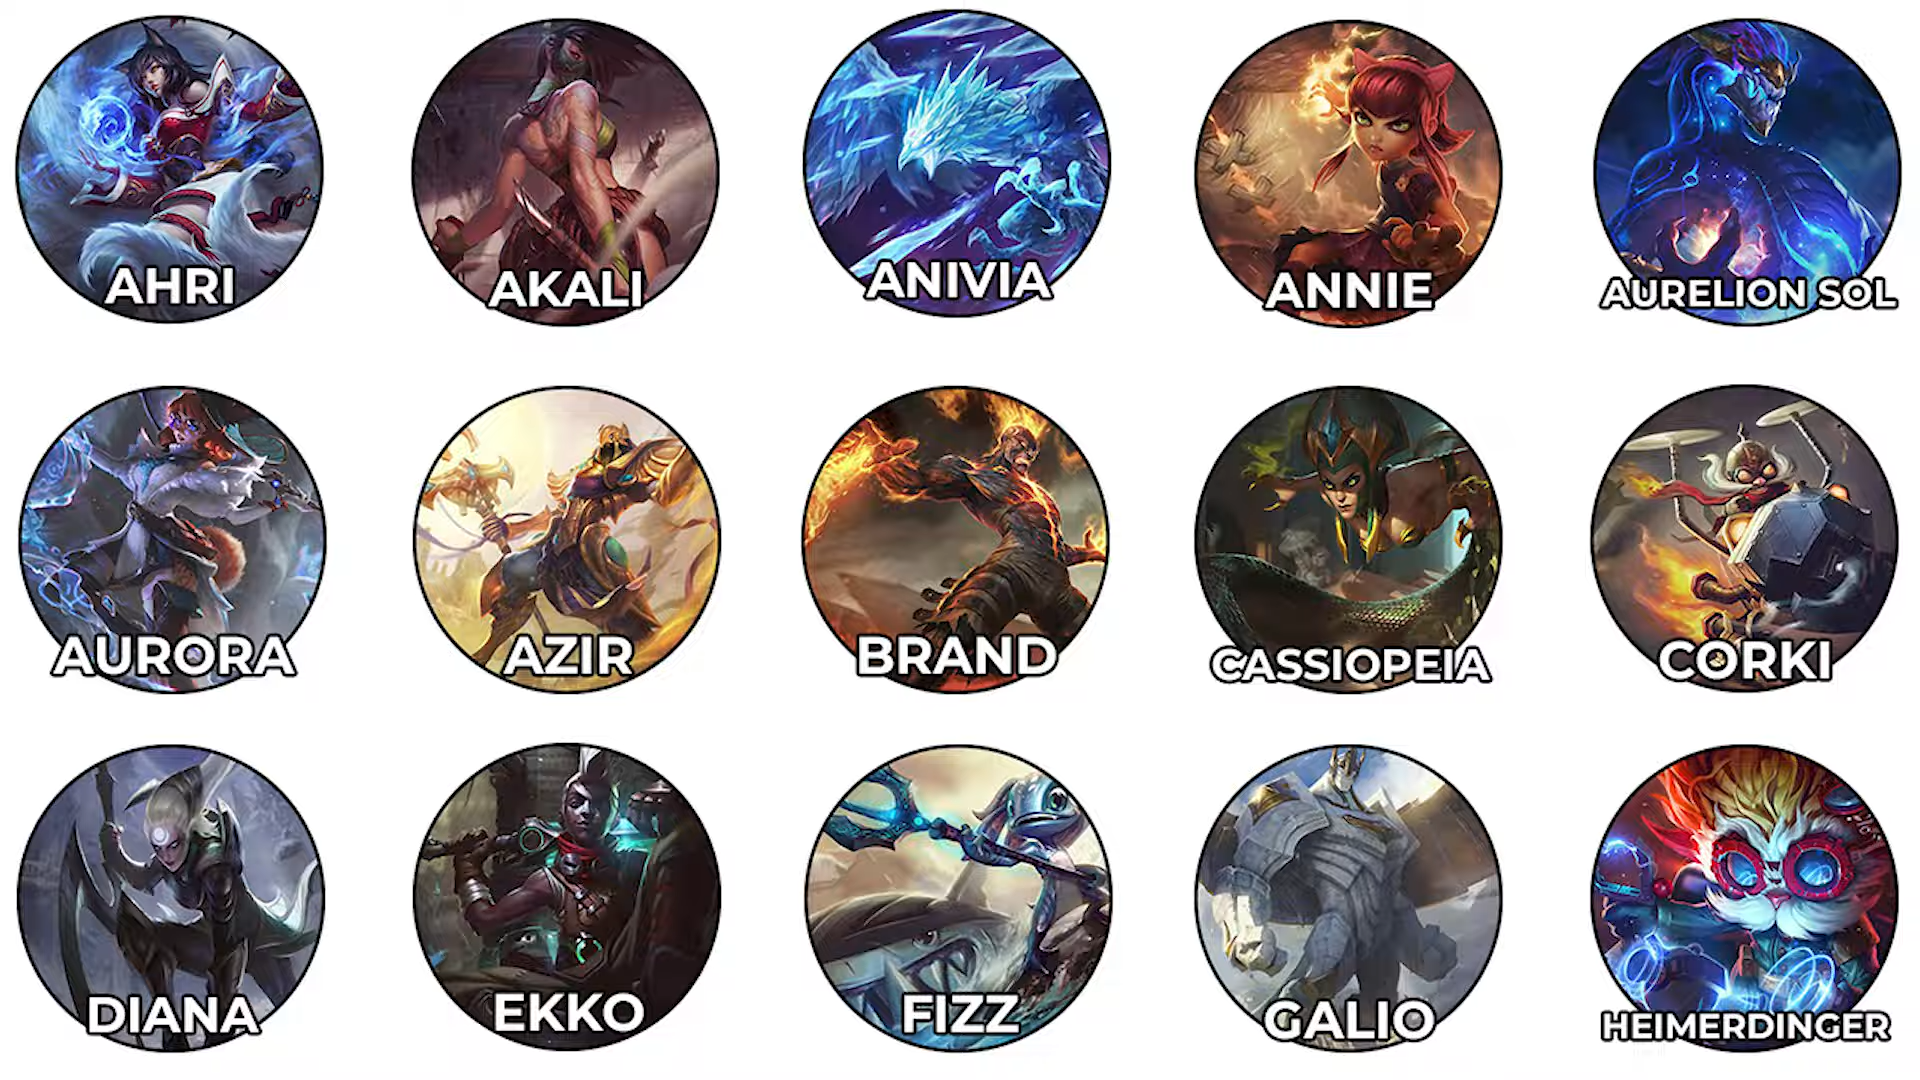 AHRI
AKALI
ANIVIA
ANNIE
AURELION SOL
AURORA
AZIR
BRAND
CASSIOPEIA
CORKI
DIANA
EKKO
FIZZ
GALIO
HEIMERDINGER